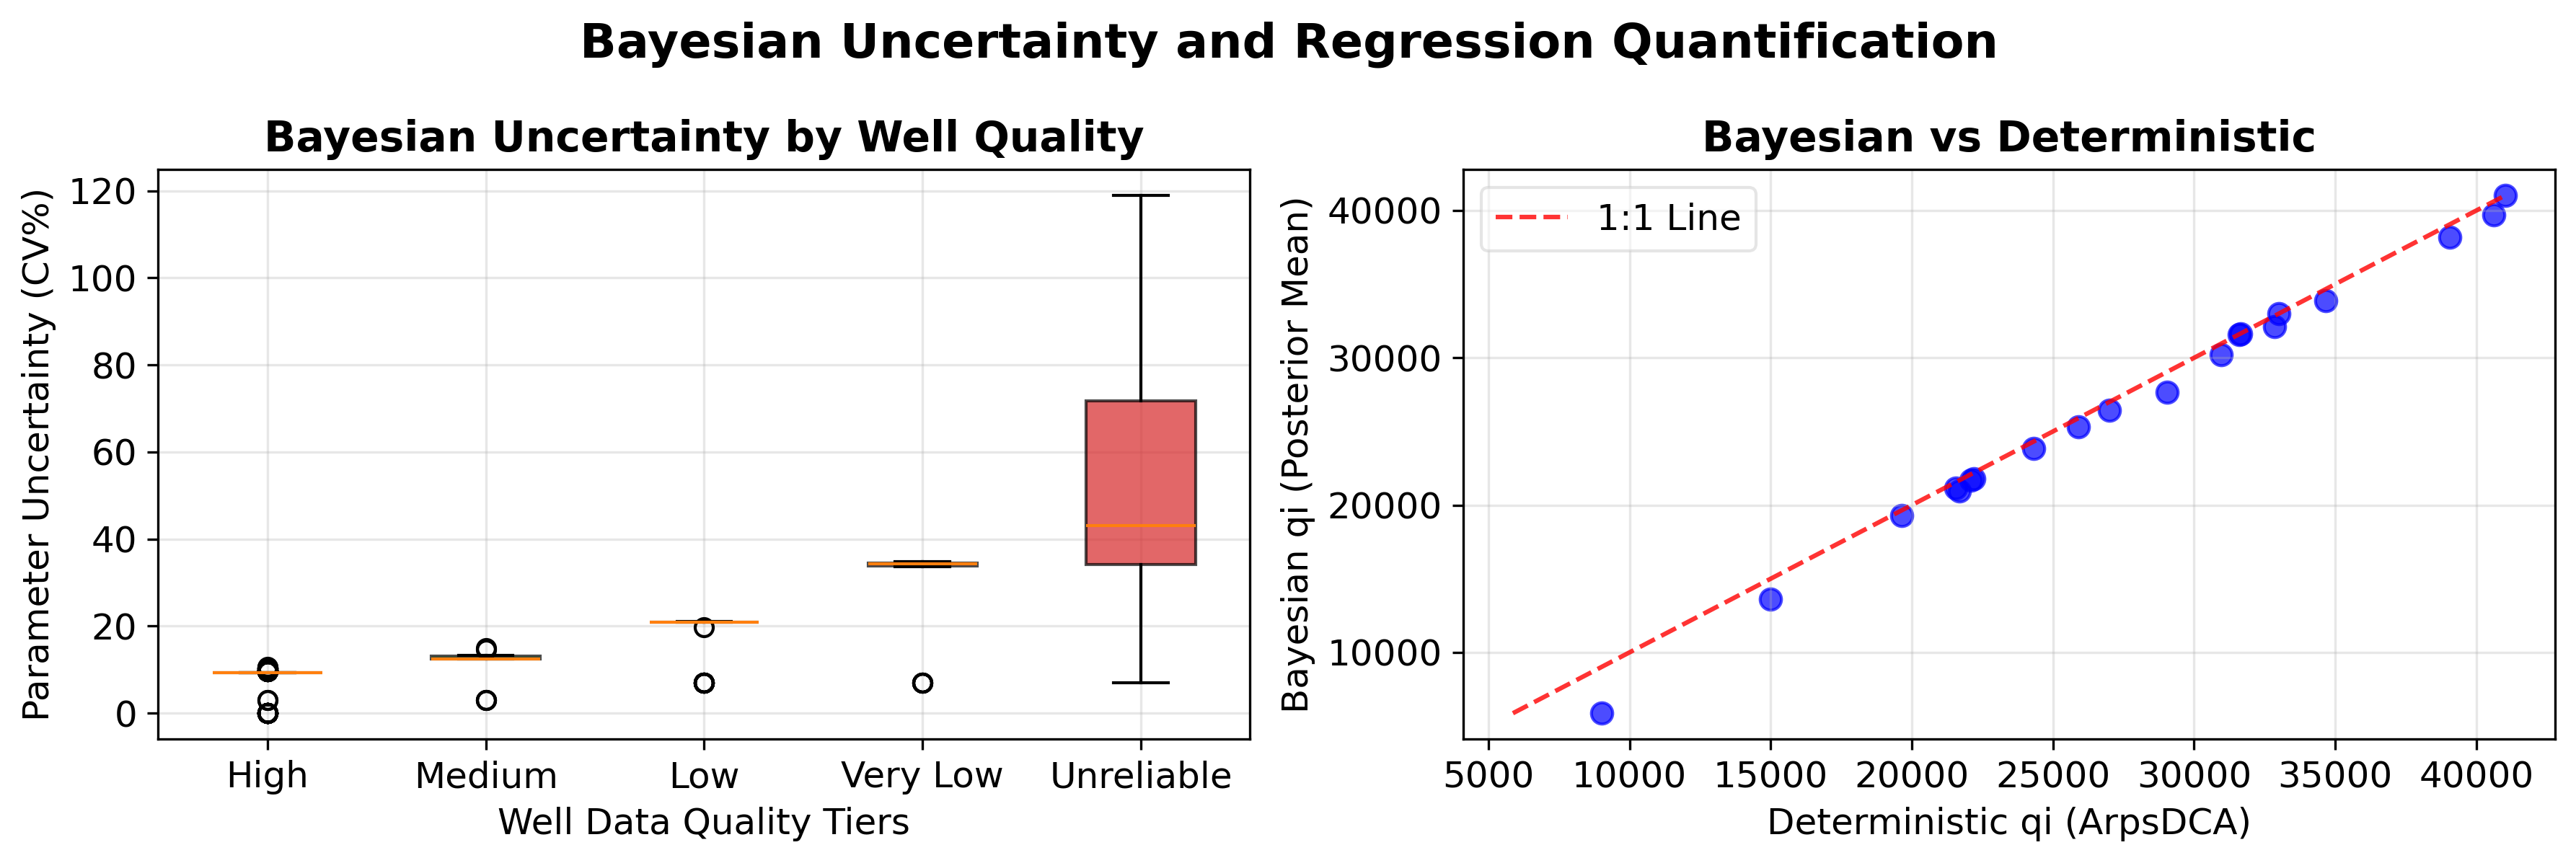 Bayesian Uncertainty and Regression Quantification
Bayesian Uncertainty by Well Quality
Parameter Uncertainty (CV%)
120
100
80
60
40
20
0
High Medium Low Very Low Unreliable
Well Data Quality Tiers
Bayesian vs Deterministic
Bayesian qi (Posterior Mean)
40000
30000
20000
10000
1:1 Line
5000 10000 15000 20000 25000 30000 35000 40000
Deterministic qi (ArpsDCA)